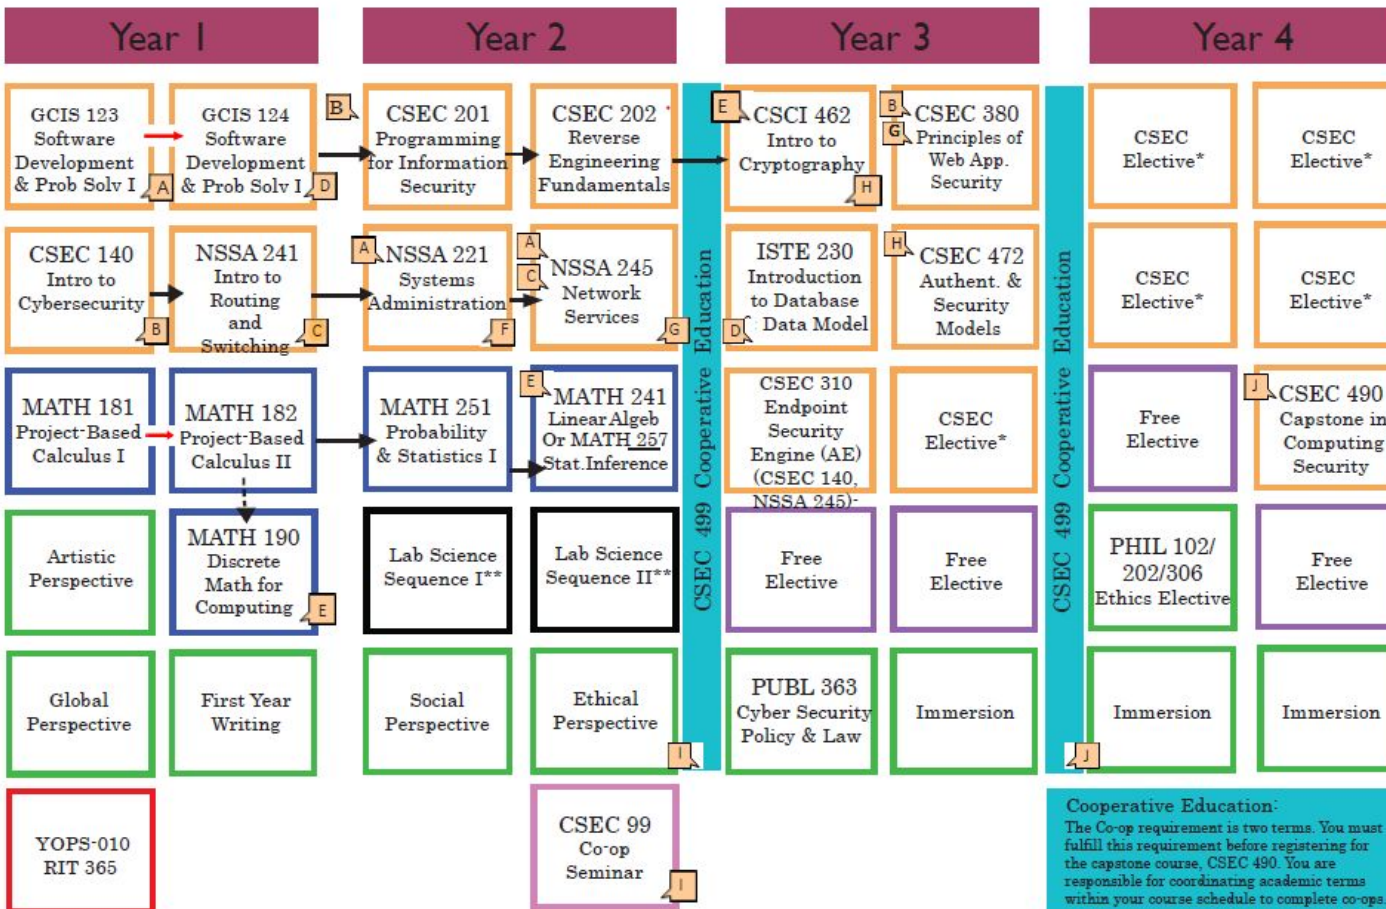 Year 1
Year 2
Year 3
Year 4
GCIS 123
Software
Development
& Prob Solv I
A
GCIS 124
Software
Development
& Prob Solv I
D
B
CSEC 201
Programming
for Information
Security
CSEC 202 *
Reverse
Engineering
Fundamentals
E
CSCI 462
Intro to
Cryptography
H
B
G
CSEC 380
Principles of
Web App.
Security
CSEC
Elective*
CSEC
Elective*
CSEC 140
Intro to
Cybersecurity
B
NSSA 241
Intro to
Routing
and
Switching
C
A
NSSA 221
Systems
Administration
F
A
C
NSSA 245
Network
Services
G
ISTE 230
Introduction
to Database
Data Model
D
H
CSEC 472
Authent. &
Security
Models
CSEC
Elective*
CSEC
Elective*
MATH 181
Project-Based
Calculus I
MATH 182
Project-Based
Calculus II
MATH 251
Probability
& Statistics I
E
MATH 241
Linear Algeb
Or MATH 257
Stat.Inference
CSEC 310
Endpoint
Security
Engine (AE)
(CSEC 140,
NSSA 245)-
CSEC
Elective*
Free
Elective
J
CSEC 490
Capstone in
Computing
Security
Artistic
Perspective
MATH 190
Discrete
Math for
Computing
E
Lab Science
Sequence I**
Lab Science
Sequence II**
Free
Elective
Free
Elective
PHIL 102/
202/306
Ethics Elective
Free
Elective
Global
Perspective
First Year
Writing
Social
Perspective
Ethical
Perspective
I
PUBL 363
Cyber Security
Policy & Law
Immersion
J
Immersion
Immersion
CSEC 499 Cooperative Education
CSEC 499 Cooperative Education
YOPS-010
RIT 365
CSEC 99
Co-op
Seminar
I
Cooperative Education:
The Co-op requirement is two terms. You must
fulfill this requirement before registering for
the capstone course, CSEC 490. You are
responsible for coordinating academic terms
within your course schedule to complete co-ops.